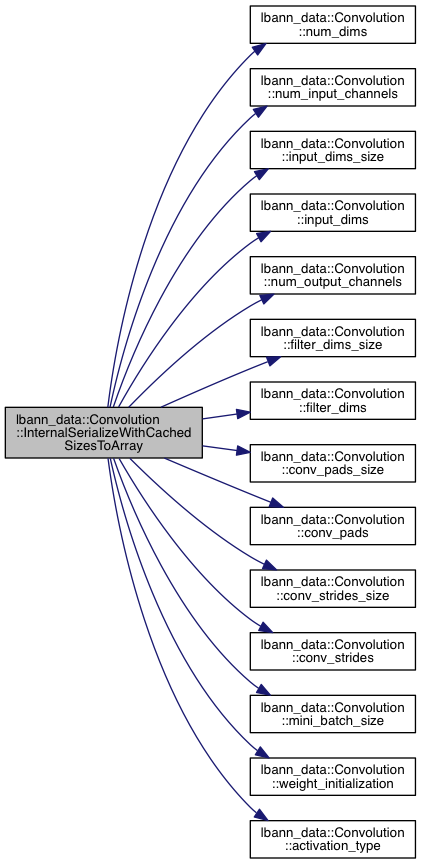 lbann_data::Convolution
::InternalSerializeWithCached
SizesToArray
lbann_data::Convolution
::num_dims
lbann_data::Convolution
::num_input_channels
lbann_data::Convolution
::input_dims_size
lbann_data::Convolution
::input_dims
lbann_data::Convolution
::num_output_channels
lbann_data::Convolution
::filter_dims_size
lbann_data::Convolution
::filter_dims
lbann_data::Convolution
::conv_pads_size
lbann_data::Convolution
::conv_pads
lbann_data::Convolution
::conv_strides_size
lbann_data::Convolution
::conv_strides
lbann_data::Convolution
::mini_batch_size
lbann_data::Convolution
::weight_initialization
lbann_data::Convolution
::activation_type